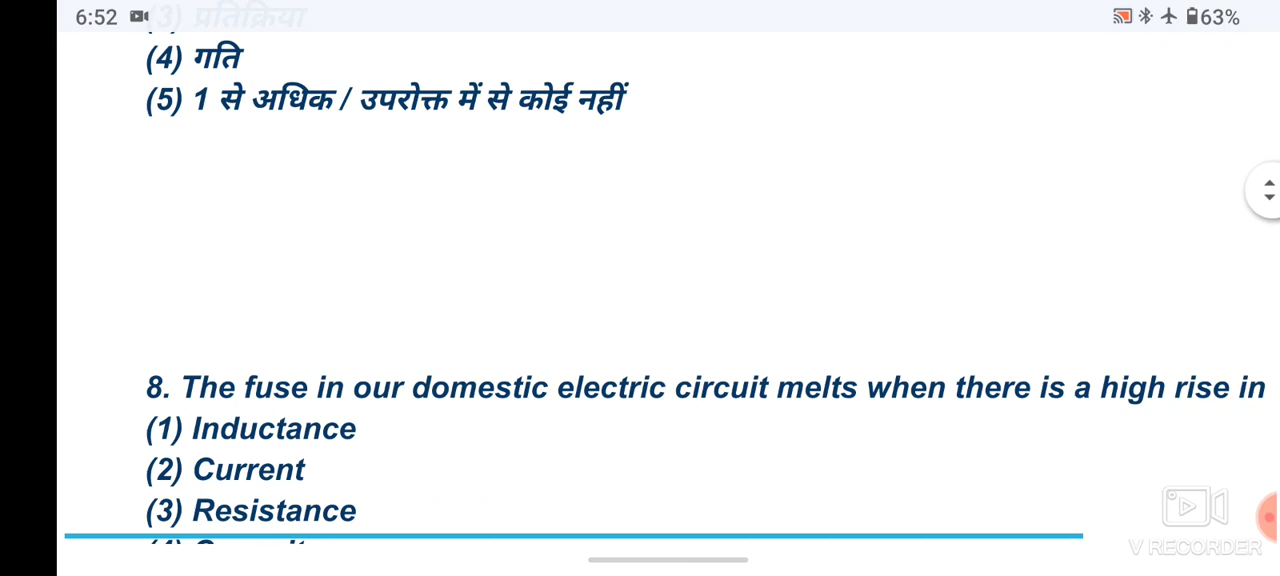 6:52 63%
(3) प्रतिक्रिया
(4) गति
(5) 1 से अधिक / उपरोक्त में से कोई नहीं
8. The fuse in our domestic electric circuit melts when there is a high rise in
(1) Inductance
(2) Current
(3) Resistance
V RECORDER